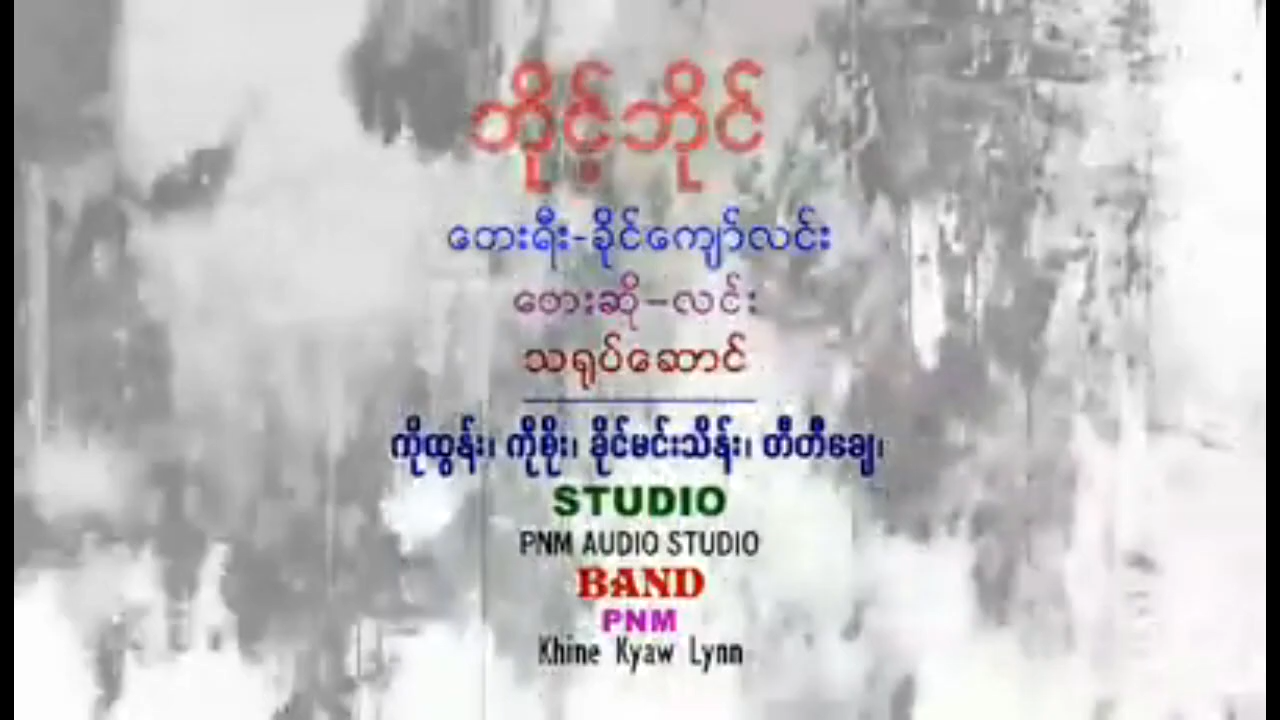 ဘိုင့်ဘိုင်
တေးရီး-ခိုင်ကျော်လင်း
တေးဆို-လင်း
သရုပ်ဆောင်
ကိုထွန်း၊ ကိုစိုး၊ ခိုင်မင်းသိန်း၊ တီတီချေ၊
STUDIO
PNM AUDIO STUDIO
BAND
PNM
Khine Kyaw Lynn